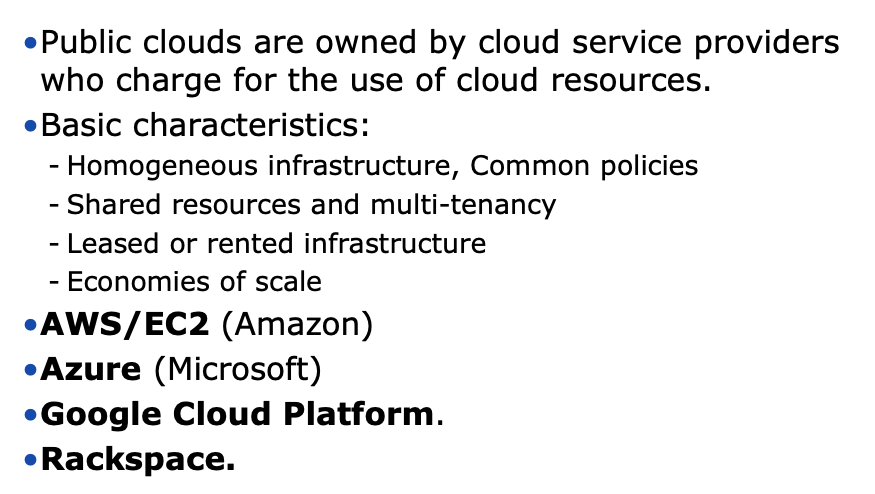 •Public clouds are owned by cloud service providers
who charge for the use of cloud resources.
•Basic characteristics:
- Homogeneous infrastructure, Common policies
- Shared resources and multi-tenancy
- Leased or rented infrastructure
- Economies of scale
•AWS/EC2 (Amazon)
•Azure (Microsoft)
•Google Cloud Platform.
•Rackspace.